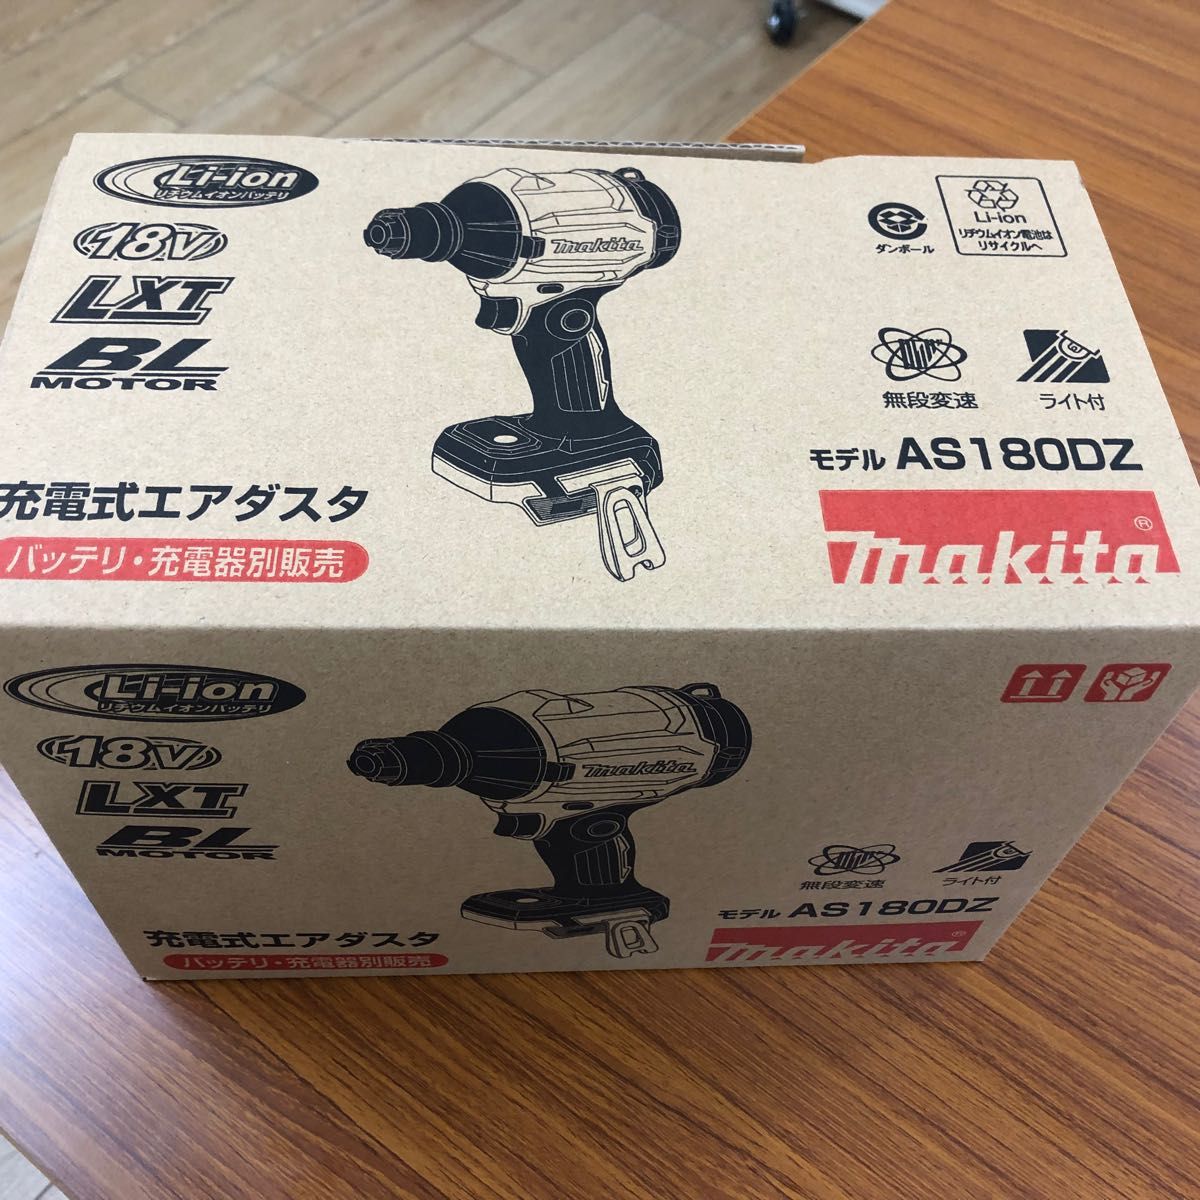 Li-ion
リチウムイオンバッテリ
18V
LXT
BL
MOTOR
makita
ダンボール
Li-ion
リチウムイオン電池は
リサイクルへ
無段変速
ライト付
モデル AS180DZ
充電式エアダスタ
バッテリ・充電器別販売
makita®
Li-ion
リチウムイオンバッテリ
18V
LXT
BL
MOTOR
makita
無段変速
ライト付
モデル AS180DZ
充電式エアダスタ
バッテリ・充電器別販売
makita®